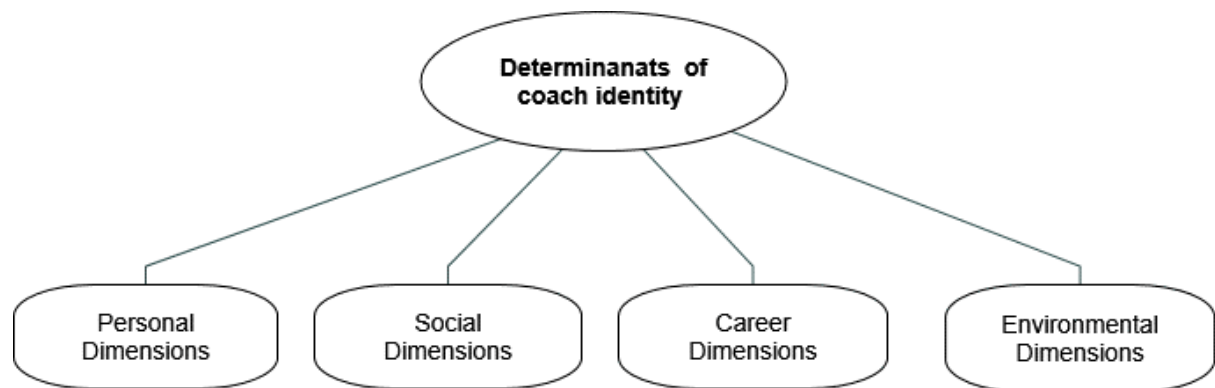 Determinanats of
coach identity
Personal
Dimensions
Social
Dimensions
Career
Dimensions
Environmental
Dimensions